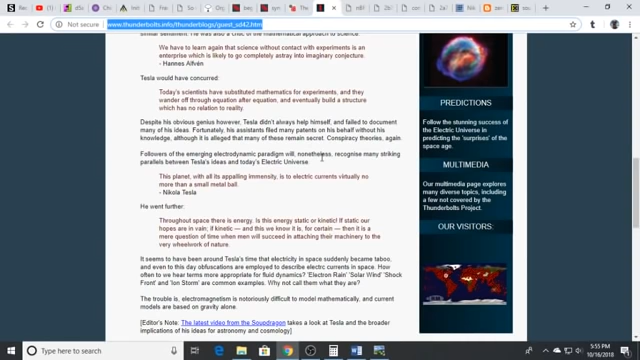 Not secure | www.thunderbolts.info/thunderblogs/guest_sd42.htm
similar sentiment. He was also a critic of the mathematical approach to science.
We have to learn again that science without contact with experiments is an
enterprise which is likely to go completely astray into imaginary conjecture.
- Hannes Alfvén
Tesla would have concurred:
Today's scientists have substituted mathematics for experiments, and they
wander off through equation after equation, and eventually build a structure
which has no relation to reality.
Despite his obvious genius however, Tesla didn't always help himself, and failed to document
many of his ideas. Fortunately, his assistants filed many patents on his behalf without his
knowledge, although it is alleged that many of these remain secret. Conspiracy theories, again.
Followers of the emerging electrodynamic paradigm will, nonetheless, recognise many striking
parallels between Tesla's ideas and today's Electric Universe.
This planet, with all its appalling immensity, is to electric currents virtually no
more than a small metal ball.
- Nikola Tesla
He went further:
Throughout space there is energy. Is this energy static or kinetic! If static our
hopes are in vain; if kinetic — and this we know it is, for certain — then it is a
mere question of time when men will succeed in attaching their machinery to the
very wheelwork of nature.
It seems to have been around Tesla's time that electricity in space suddenly became taboo,
and even to this day obfuscations are employed to describe electrc currents in space. How
often to we hear terms more appropriate for fluid dynamics? 'Electron Rain' 'Solar Wind' 'Shock
Front' and 'Ion Storm' are common examples. Why not call them what they are?
The trouble is, electromagnetism is notoriously difficult to model mathematically, and current
models are based on gravity alone.
[Editor's Note: The latest video from the Soupdragon takes a look at Tesla and the broader
implications of his ideas for astronomy and cosmology]
PREDICTIONS
Follow the stunning success of the
Electric Universe in predicting
the 'surprises' of the space age.
MULTIMEDIA
Our multimedia page explores
many diverse topics, including
a few not covered by the
Thunderbolts Project.
OUR VISITORS:
Type here to search
5:55 PM
10/16/2018